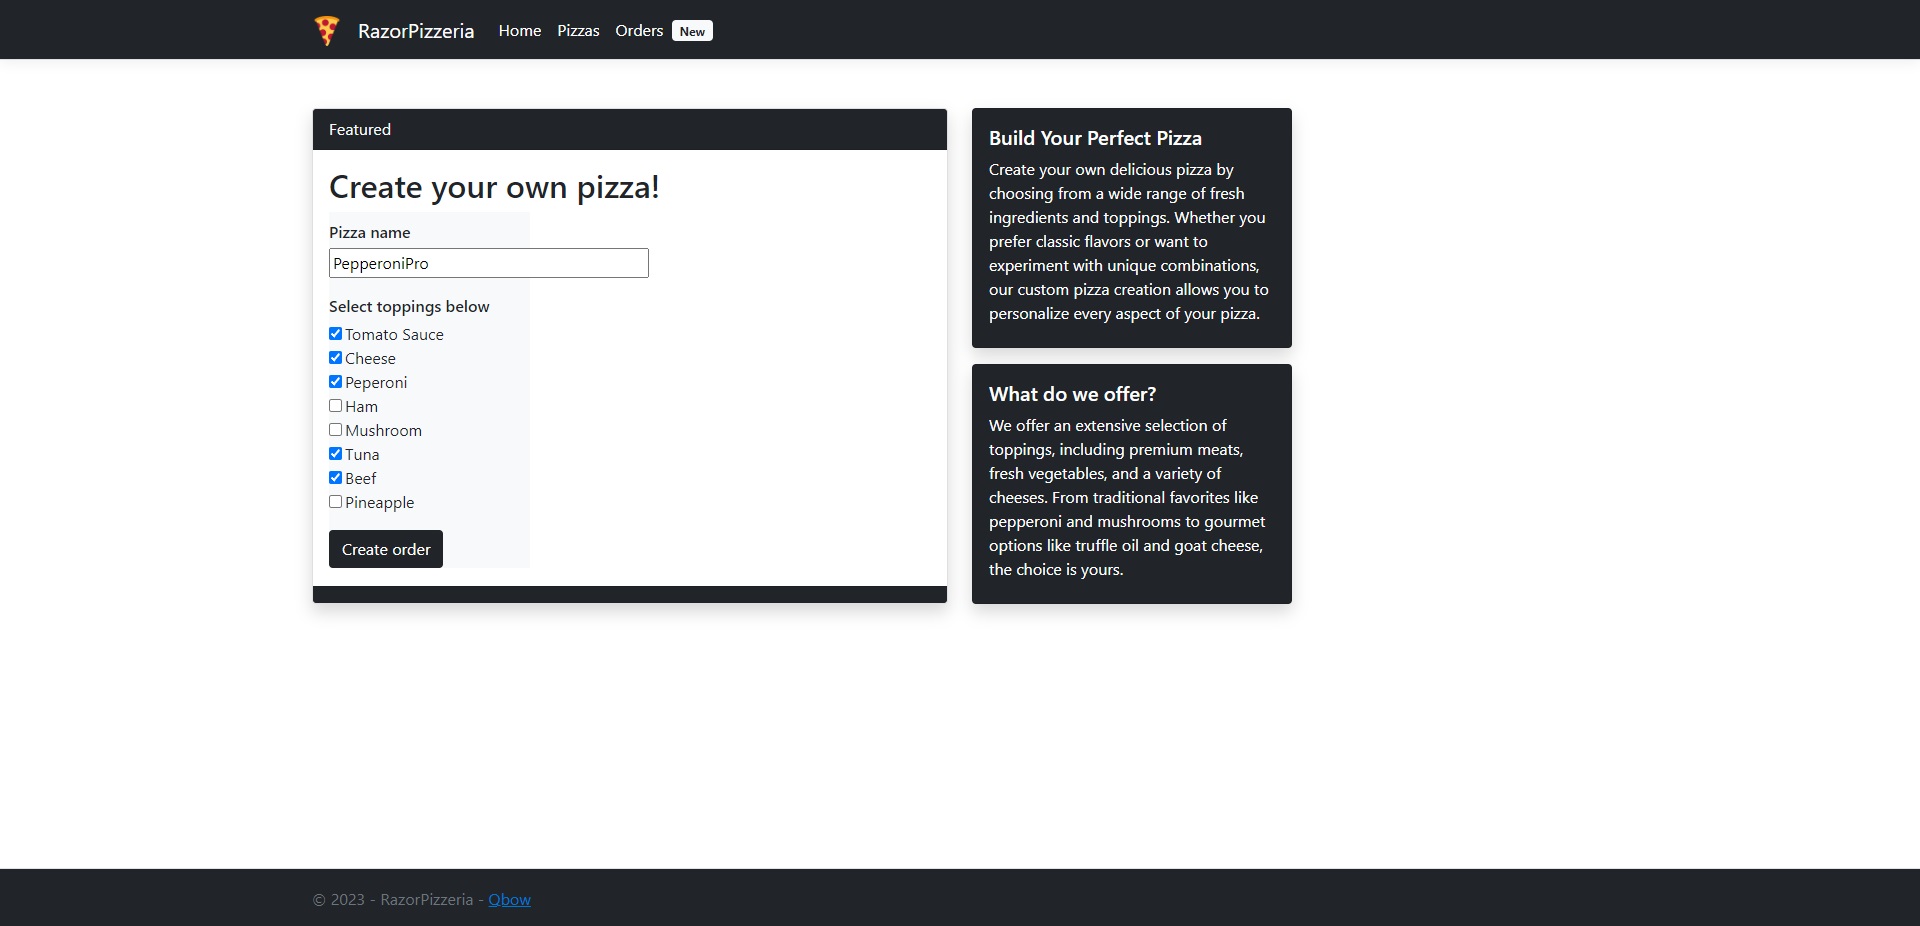 RazorPizzeria Home Pizzas Orders New
Featured
Create your own pizza!
Pizza name
PepperoniPro
Select toppings below
Tomato Sauce
Cheese
Peperoni
Ham
Mushroom
Tuna
Beef
Pineapple
Create order
Build Your Perfect Pizza
Create your own delicious pizza by
choosing from a wide range of fresh
ingredients and toppings. Whether you
prefer classic flavors or want to
experiment with unique combinations,
our custom pizza creation allows you to
personalize every aspect of your pizza.
What do we offer?
We offer an extensive selection of
toppings, including premium meats,
fresh vegetables, and a variety of
cheeses. From traditional favorites like
pepperoni and mushrooms to gourmet
options like truffle oil and goat cheese,
the choice is yours.
© 2023 - RazorPizzeria - Qbow